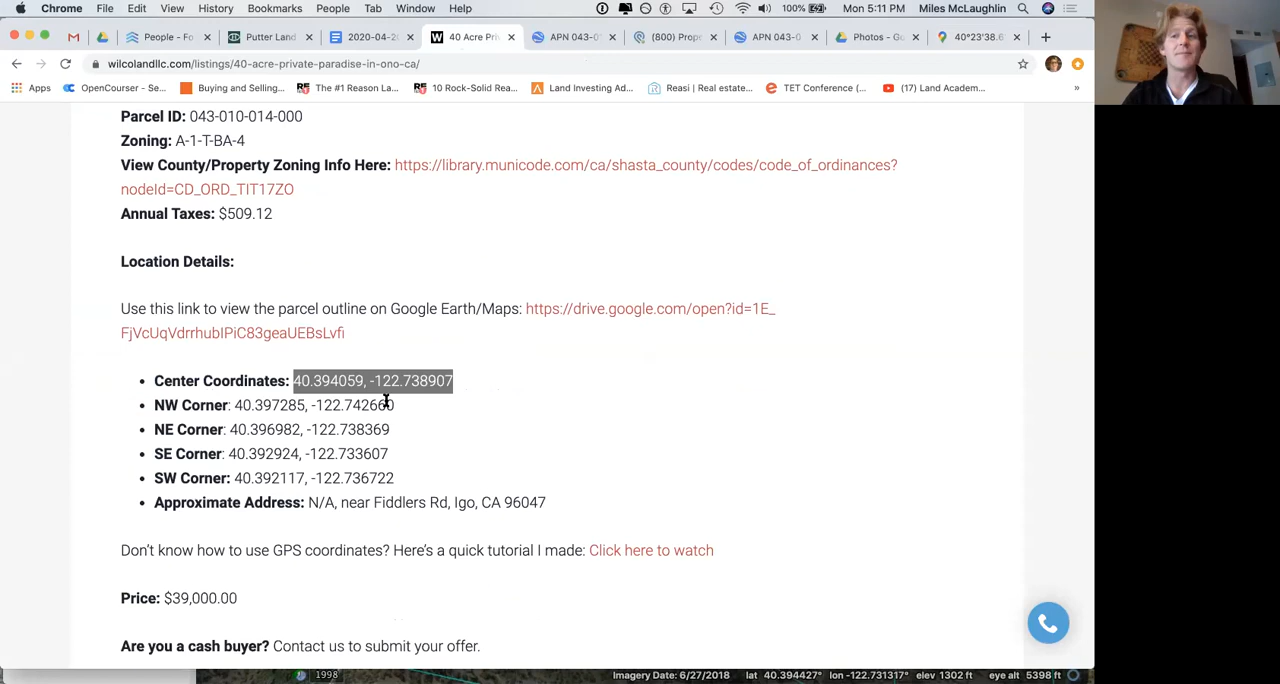 Chrome File Edit View History Bookmarks People Tab Window Help 100% Mon 5:11 PM Miles McLaughlin
People - Fo Putter Land 2020-04-2 W 40 Acre Pri APN 043-0 (800) Prope APN 043-0 Photos - Go 40°23'38.6
wilcolandllc.com/listings/40-acre-private-paradise-in-ono-ca/
Apps OpenCourser - Se... Buying and Selling... The #1 Reason La... 10 Rock-Solid Rea... Land Investing Ad... Reasi | Real estate... TET Conference (... (17) Land Academ... »
Parcel ID: 043-010-014-000
Zoning: A-1-T-BA-4
View County/Property Zoning Info Here: https://library.municode.com/ca/shasta_county/codes/code_of_ordinances?
nodeId=CD_ORD_TIT17ZO
Annual Taxes: $509.12
Location Details:
Use this link to view the parcel outline on Google Earth/Maps: https://drive.google.com/open?id=1E_
FjVcUqVdrrhubIPiC83geaUEBsLvfi
• Center Coordinates: 40.394059, -122.738907
• NW Corner: 40.397285, -122.742660
• NE Corner: 40.396982, -122.738369
• SE Corner: 40.392924, -122.733607
• SW Corner: 40.392117, -122.736722
• Approximate Address: N/A, near Fiddlers Rd, Igo, CA 96047
Don't know how to use GPS coordinates? Here's a quick tutorial I made: Click here to watch
Price: $39,000.00
Are you a cash buyer? Contact us to submit your offer.
1998 Imagery Date: 6/27/2018 lat 40.394427° lon -122.731317° elev 1302 ft eye alt 5398 ft